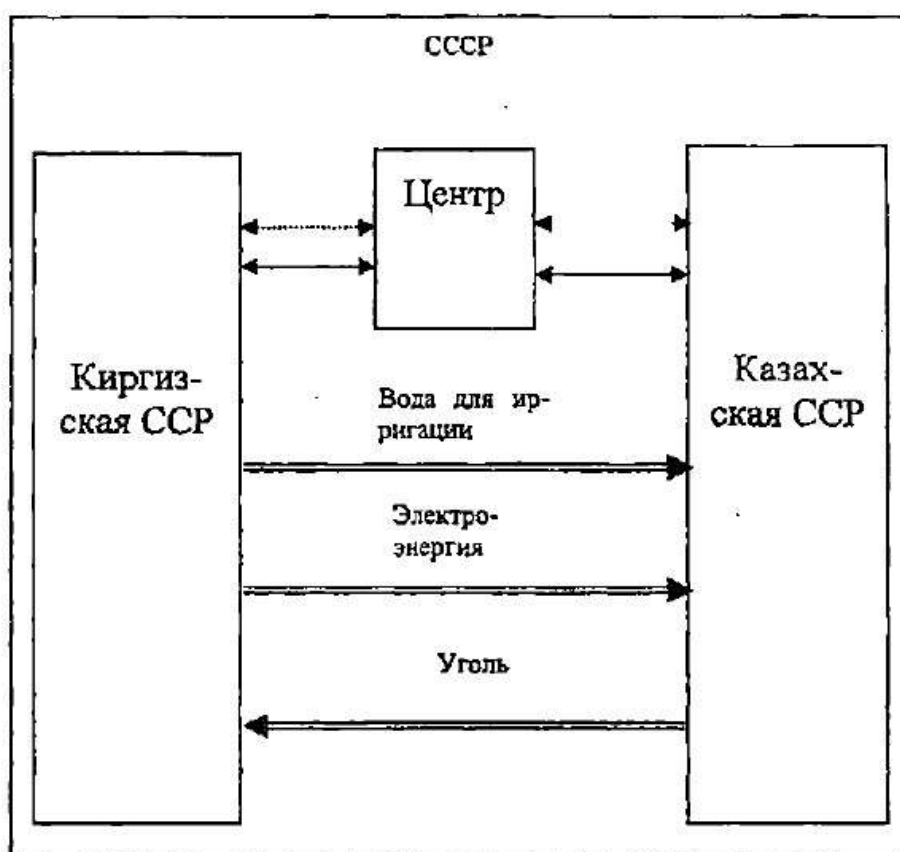 СССР
Центр
Киргиз-
ская ССР
Казах-
ская ССР
Вода для ир-
ригации
Электро-
энергия
Уголь